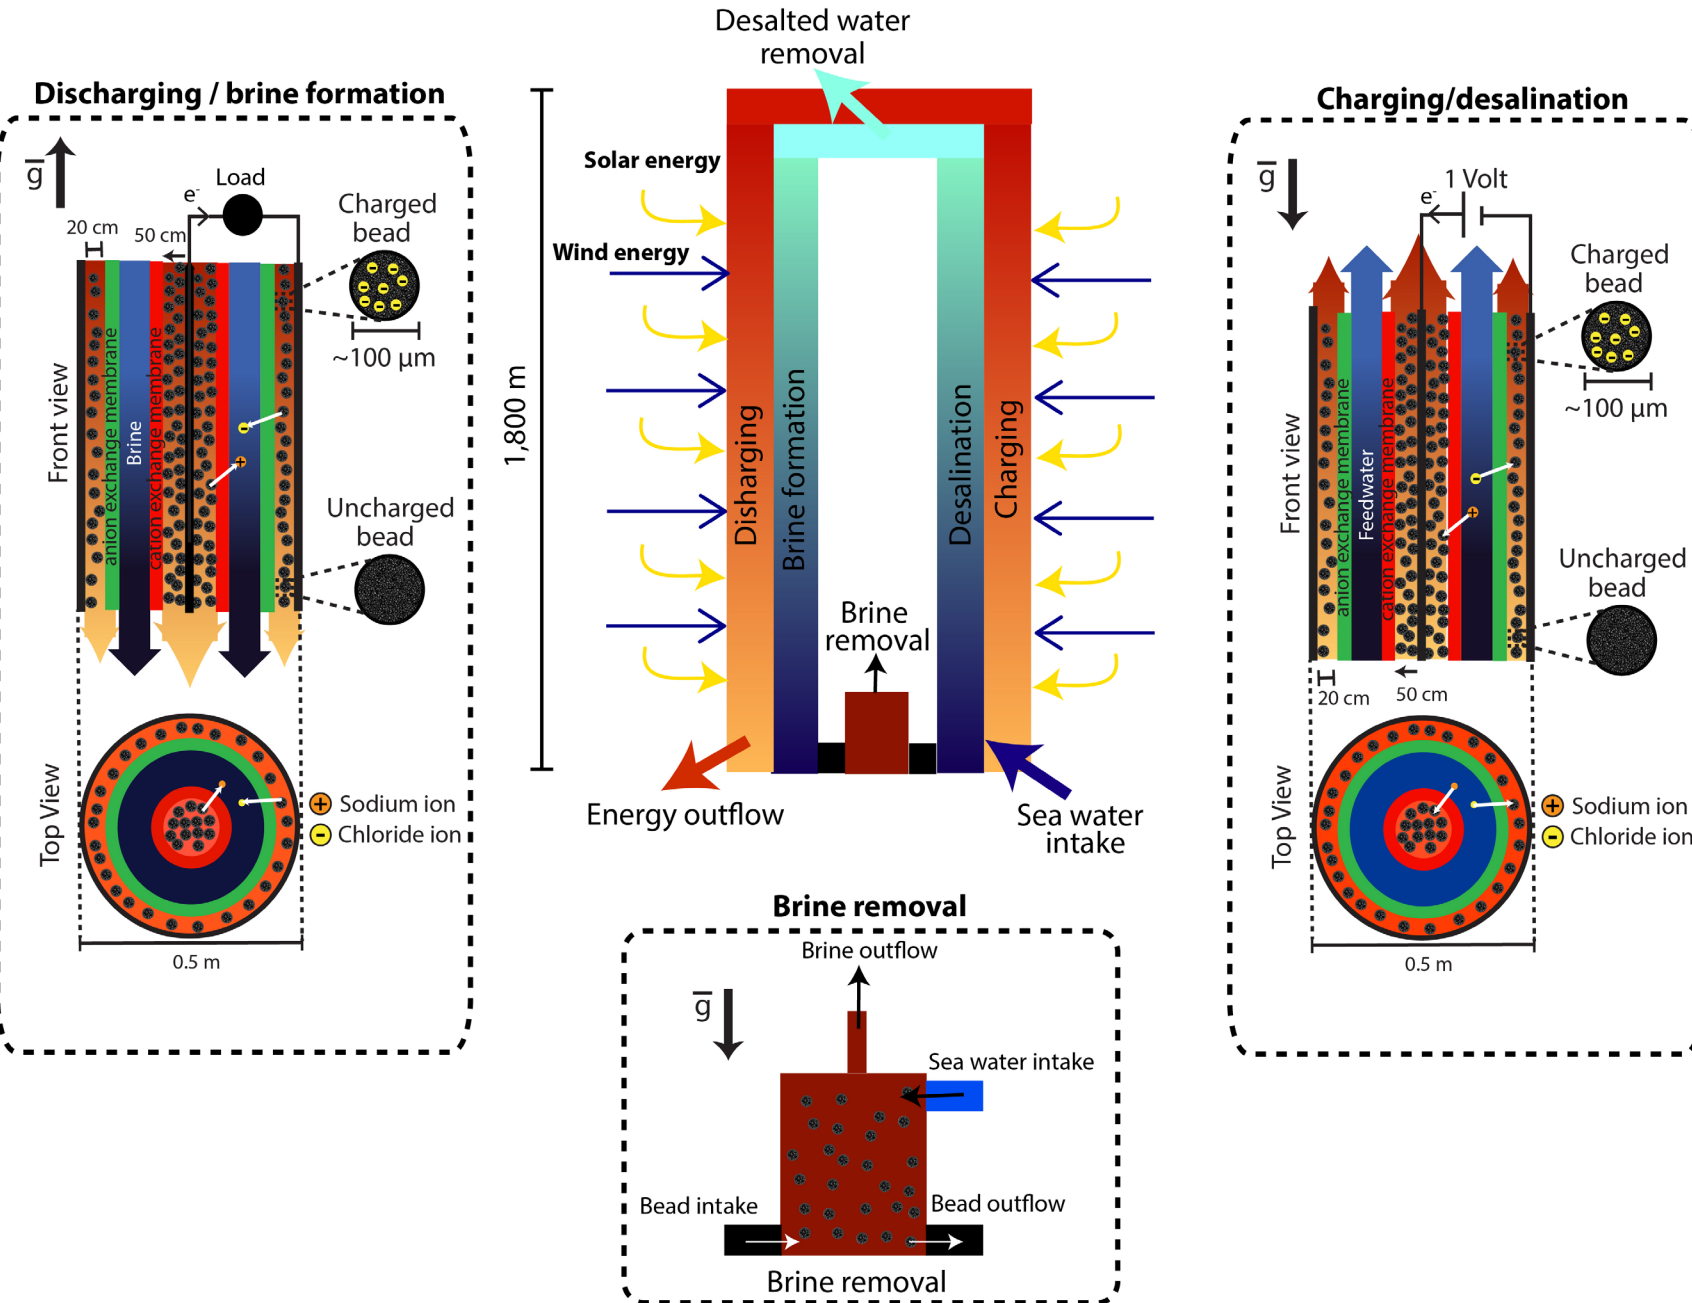 Desalted water
removal
Discharging / brine formation
g
Load
e-
20 cm
50 cm
Charged
bead
~100 µm
Front view
anion exchange membrane
Brine
cation exchange membrane
Uncharged
bead
Top View
+ Sodium ion
- Chloride ion
0.5 m
1,800 m
Solar energy
Wind energy
Disharging
Brine formation
Desalination
Charging
Brine
removal
Energy outflow
Sea water
intake
Brine removal
Brine outflow
g
Sea water intake
Bead intake
Bead outflow
Brine removal
Charging/desalination
g
1 Volt
e-
Charged
bead
~100 µm
Front view
anion exchange membrane
Feedwater
cation exchange membrane
Uncharged
bead
20 cm
50 cm
Top View
+ Sodium ion
- Chloride ion
0.5 m